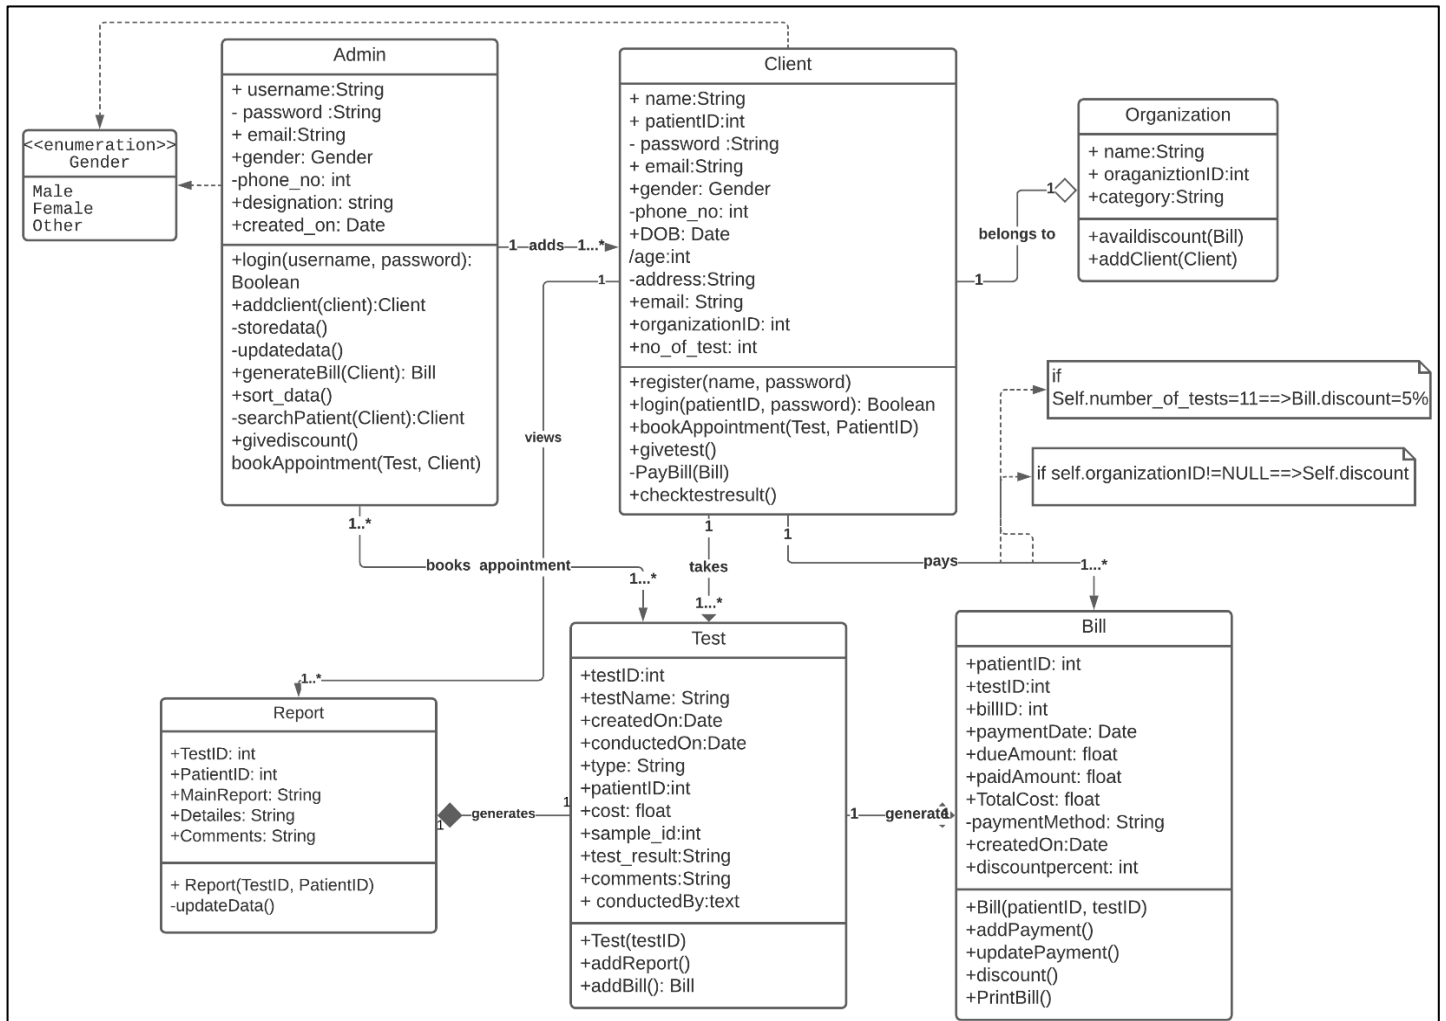 Admin
+ username:String
- password :String
+ email:String
+gender: Gender
-phone_no: int
+designation: string
+created_on: Date
+login(username, password):
Boolean
+addclient(client):Client
-storedata()
-updatedata()
+generateBill(Client): Bill
+sort_data()
-searchPatient(Client):Client
+givediscount()
bookAppointment(Test, Client)
<<enumeration>>
Gender
Male
Female
Other
1 adds 1...*
Client
+ name:String
+ patientID:int
- password :String
+ email:String
+gender: Gender
-phone_no: int
+DOB: Date
/age:int
-address:String
+email: String
+organizationID: int
+no_of_test: int
+register(name, password)
+login(patientID, password): Boolean
+bookAppointment(Test, PatientID)
+givetest()
-PayBill(Bill)
+checktestresult()
Organization
+ name:String
+ oraganiztionID:int
+category:String
+availdiscount(Bill)
+addClient(Client)
1
belongs to
1
if
Self.number_of_tests=11==>Bill.discount=5%
if self.organizationID!=NULL==>Self.discount
1
views
1..*
1..*
books appointment
1...*
1
takes
1...*
1
pays
1...*
Report
+TestID: int
+PatientID: int
+MainReport: String
+Detailes: String
+Comments: String
+ Report(TestID, PatientID)
-updateData()
1 generates 1
Test
+testID:int
+testName: String
+createdOn:Date
+conductedOn:Date
+type: String
+patientID:int
+cost: float
+sample_id:int
+test_result:String
+comments:String
+ conductedBy:text
+Test(testID)
+addReport()
+addBill(): Bill
1 generate 1
Bill
+patientID: int
+testID:int
+billID: int
+paymentDate: Date
+dueAmount: float
+paidAmount: float
+TotalCost: float
-paymentMethod: String
+createdOn:Date
+discountpercent: int
+Bill(patientID, testID)
+addPayment()
+updatePayment()
+discount()
+PrintBill()